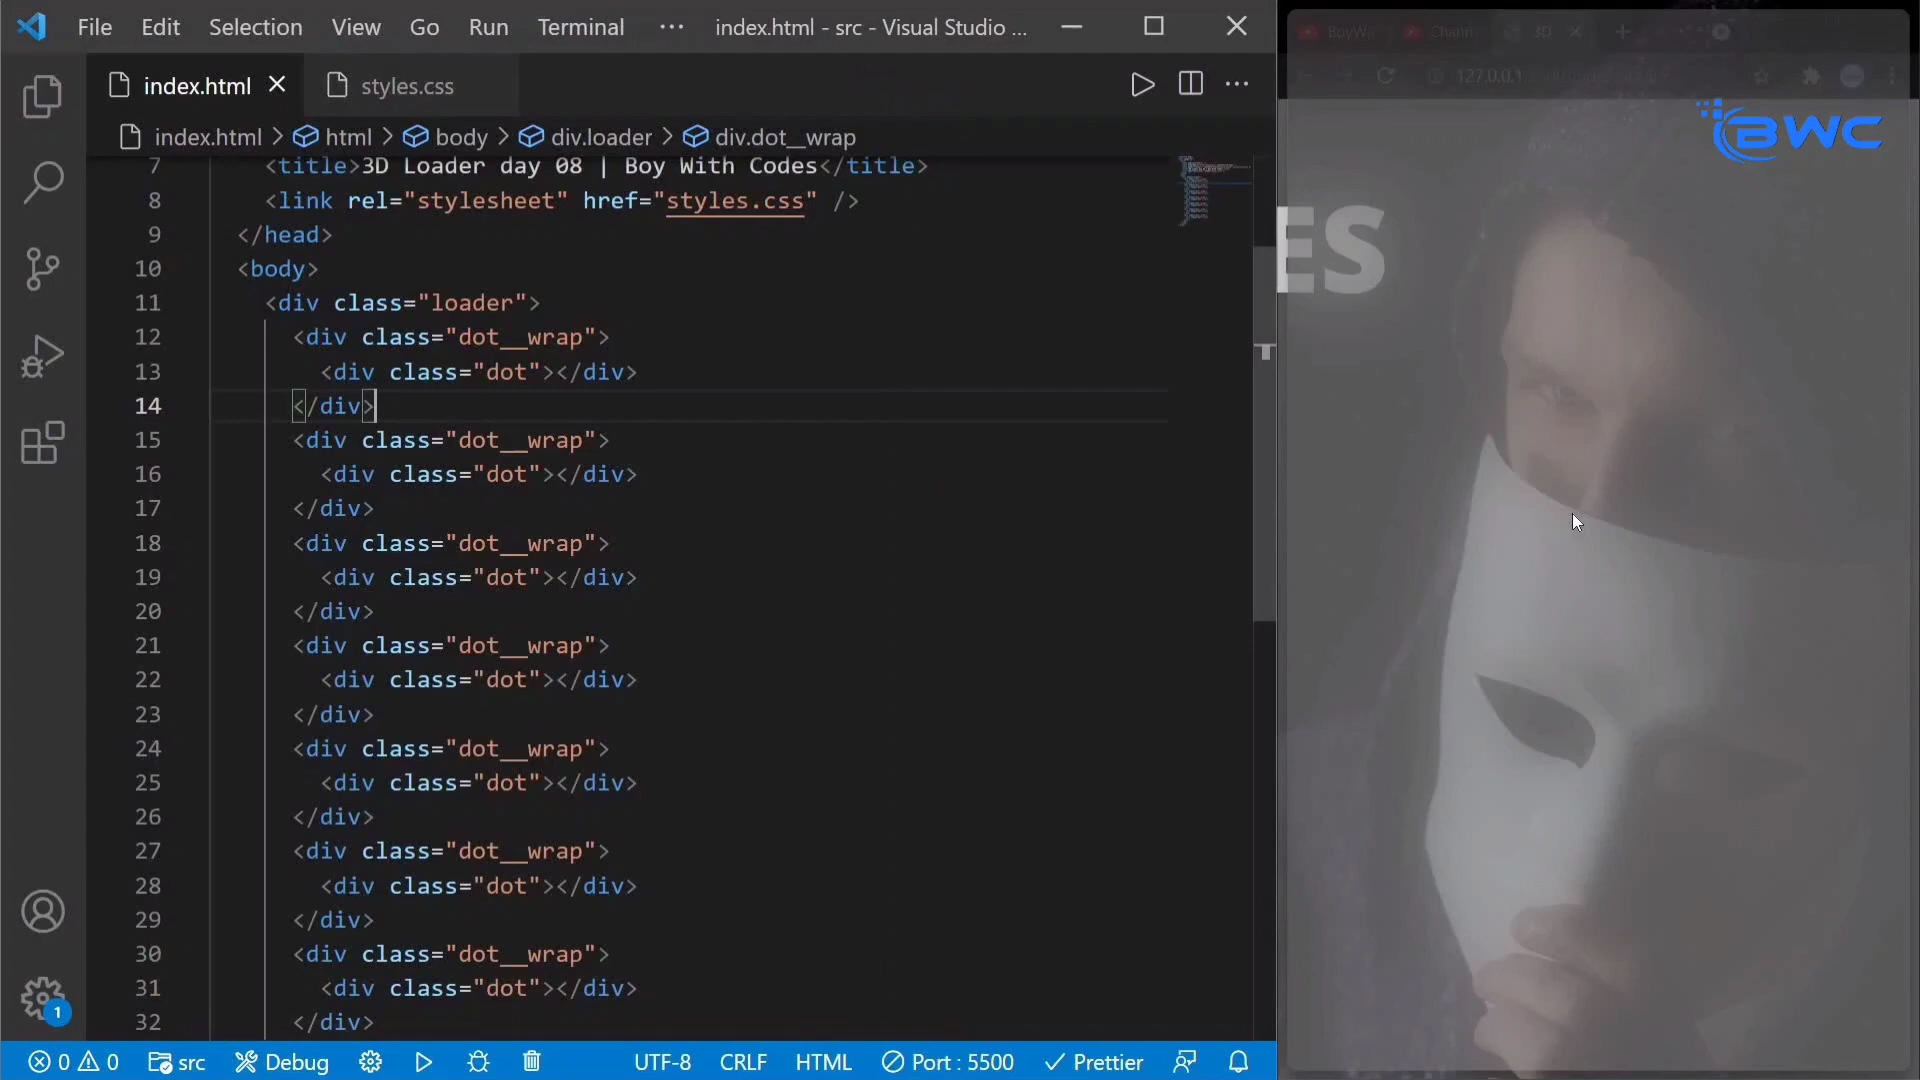 File Edit Selection View Go Run Terminal ··· index.html - src - Visual Studio ...
index.html styles.css
index.html > html > body > div.loader > div.dot__wrap
7 <title>3D Loader day 08 | Boy With Codes</title>
8 <link rel="stylesheet" href="styles.css" />
9 </head>
10 <body>
11 <div class="loader">
12 <div class="dot__wrap">
13 <div class="dot"></div>
14 </div>
15 <div class="dot__wrap">
16 <div class="dot"></div>
17 </div>
18 <div class="dot__wrap">
19 <div class="dot"></div>
20 </div>
21 <div class="dot__wrap">
22 <div class="dot"></div>
23 </div>
24 <div class="dot__wrap">
25 <div class="dot"></div>
26 </div>
27 <div class="dot__wrap">
28 <div class="dot"></div>
29 </div>
30 <div class="dot__wrap">
31 <div class="dot"></div>
32 </div>
1
0 0 src Debug UTF-8 CRLF HTML Port : 5500 Prettier
3D
127.0.0.1
BWC
ES